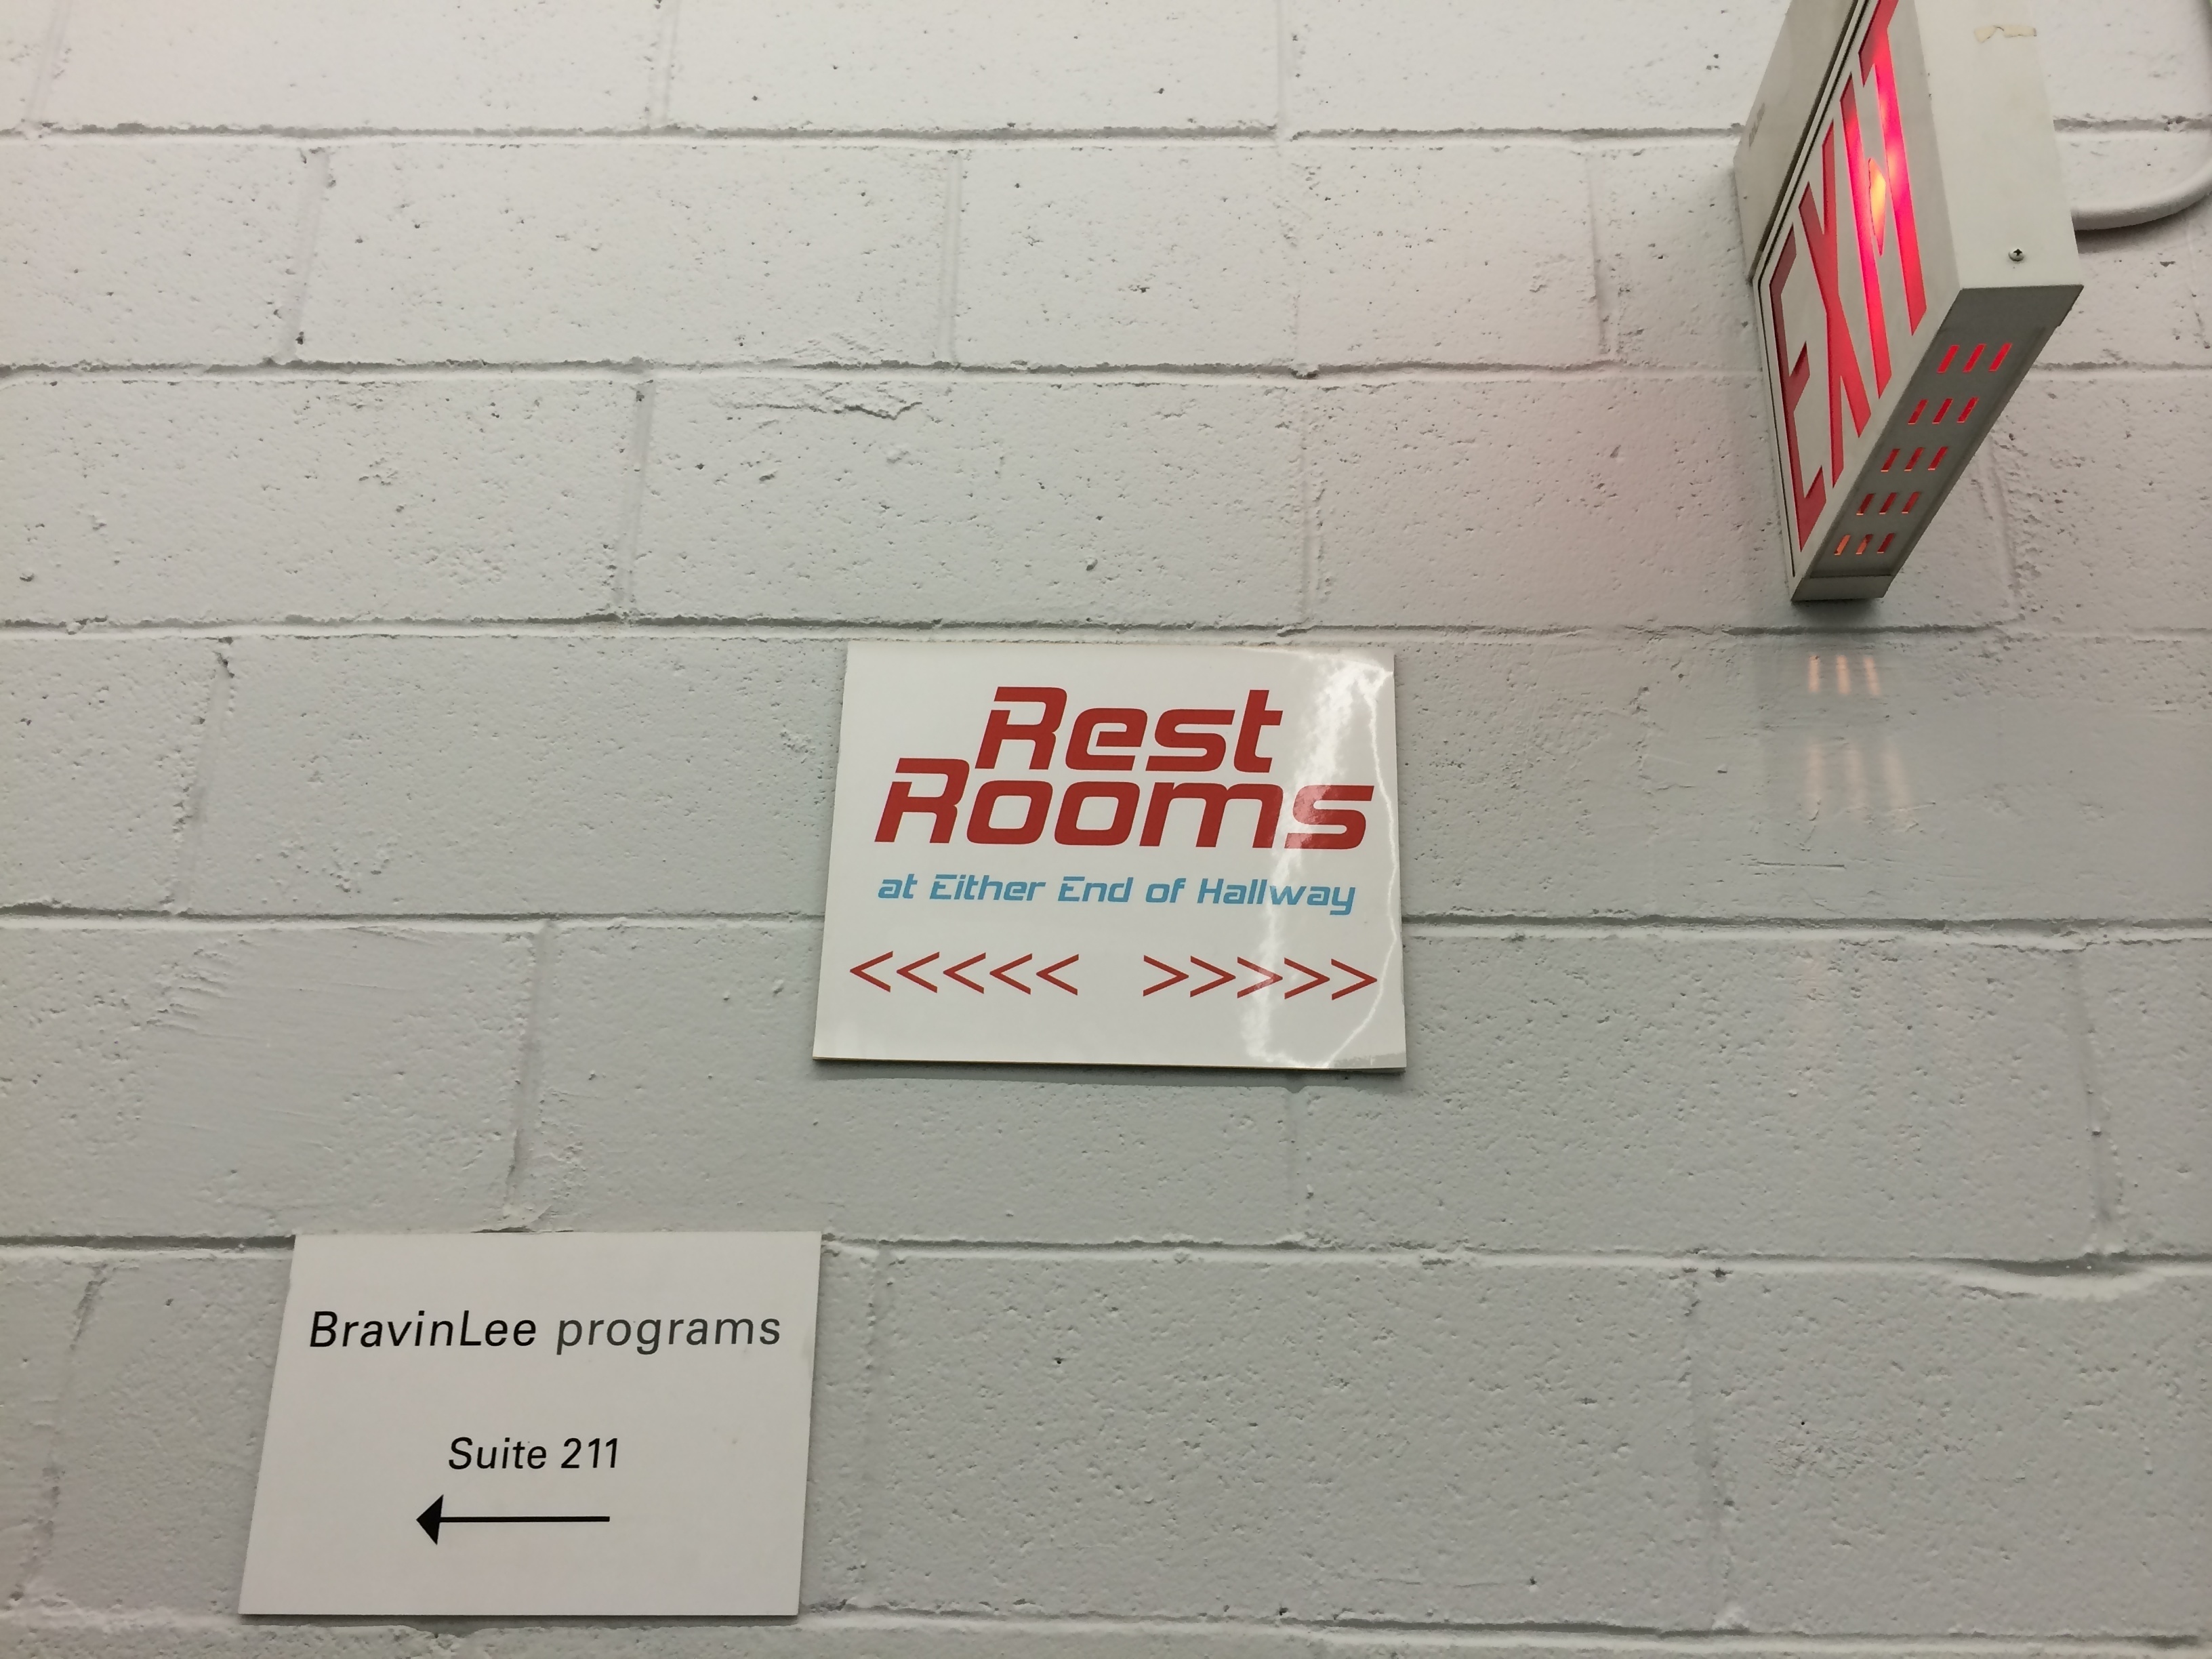 EXIT
Rest
Rooms
at Either End of Hallway
<<<<< >>>>>
BravinLee programs
Suite 211